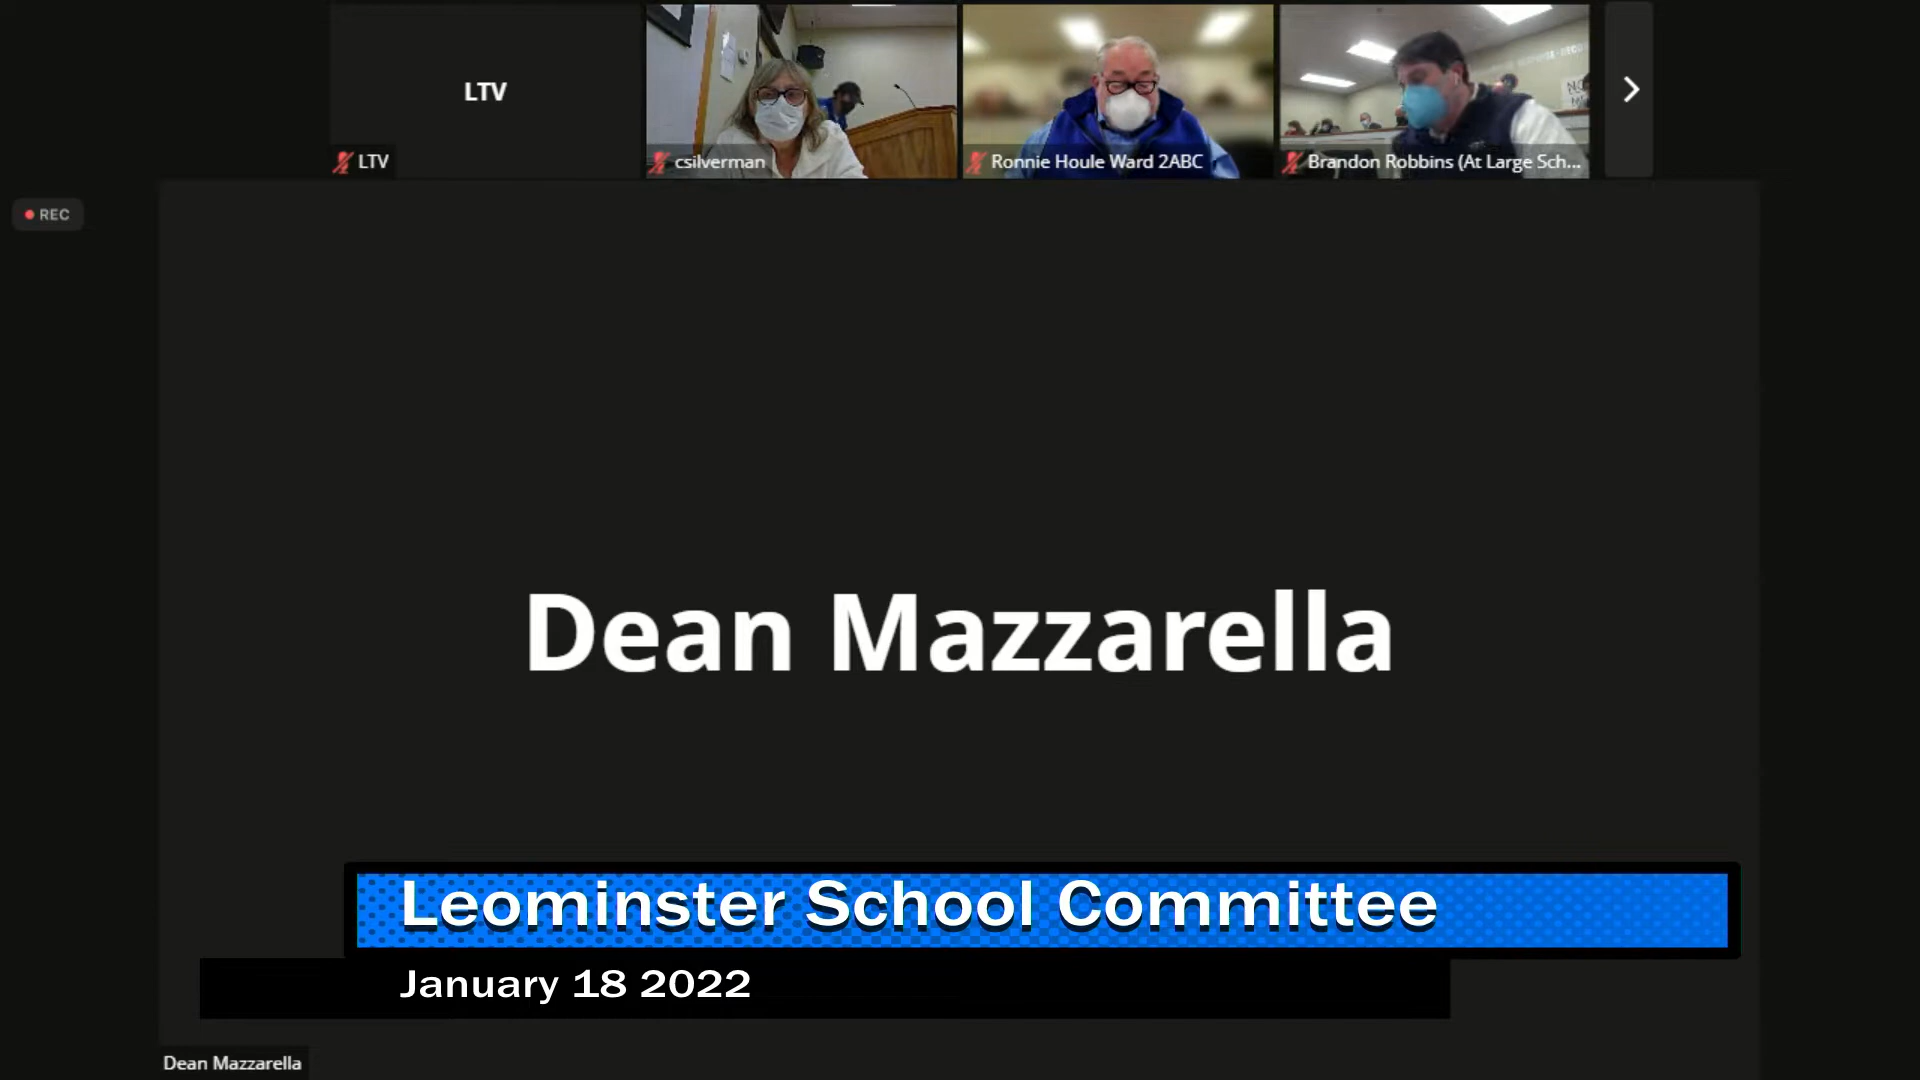 LTV
LTV
csilverman
Ronnie Houle Ward 2ABC
Brandon Robbins (At Large Sch...
REC
Dean Mazzarella
Leominster School Committee
January 18 2022
Dean Mazzarella